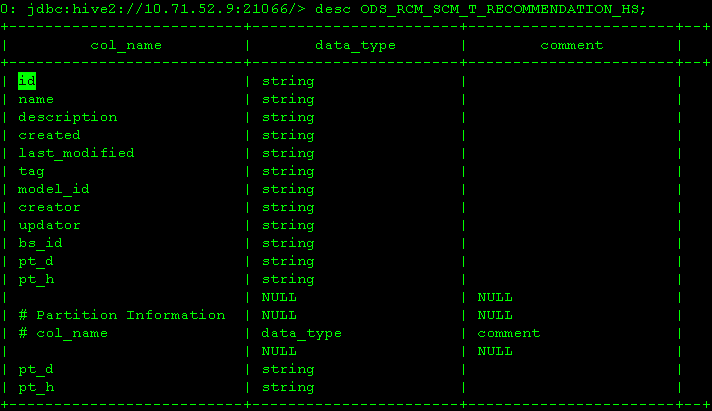 0: jdbc:hive2://10.71.52.9:21066/> desc ODS_RCM_SCM_T_RECOMMENDATION_HS;
+---------------------------+------------------------+------------------------+--+
| col_name | data_type | comment |
+---------------------------+------------------------+------------------------+--+
| id | string | |
| name | string | |
| description | string | |
| created | string | |
| last_modified | string | |
| tag | string | |
| model_id | string | |
| creator | string | |
| updator | string | |
| bs_id | string | |
| pt_d | string | |
| pt_h | string | |
| | NULL | NULL |
| # Partition Information | NULL | NULL |
| # col_name | data_type | comment |
| | NULL | NULL |
| pt_d | string | |
| pt_h | string | |
+---------------------------+------------------------+------------------------+--+